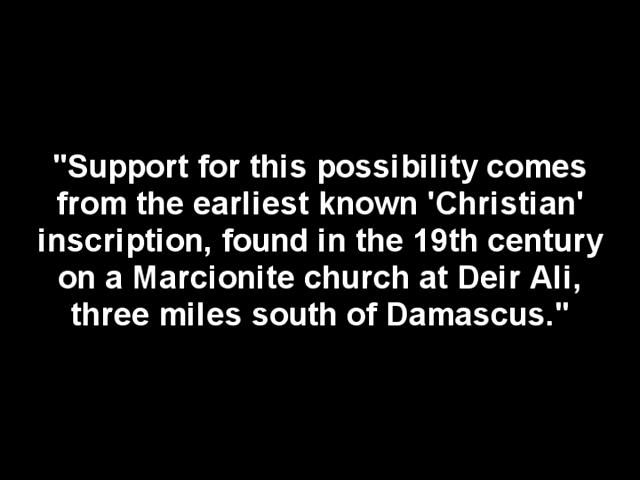 "Support for this possibility comes
from the earliest known 'Christian'
inscription, found in the 19th century
on a Marcionite church at Deir Ali,
three miles south of Damascus."